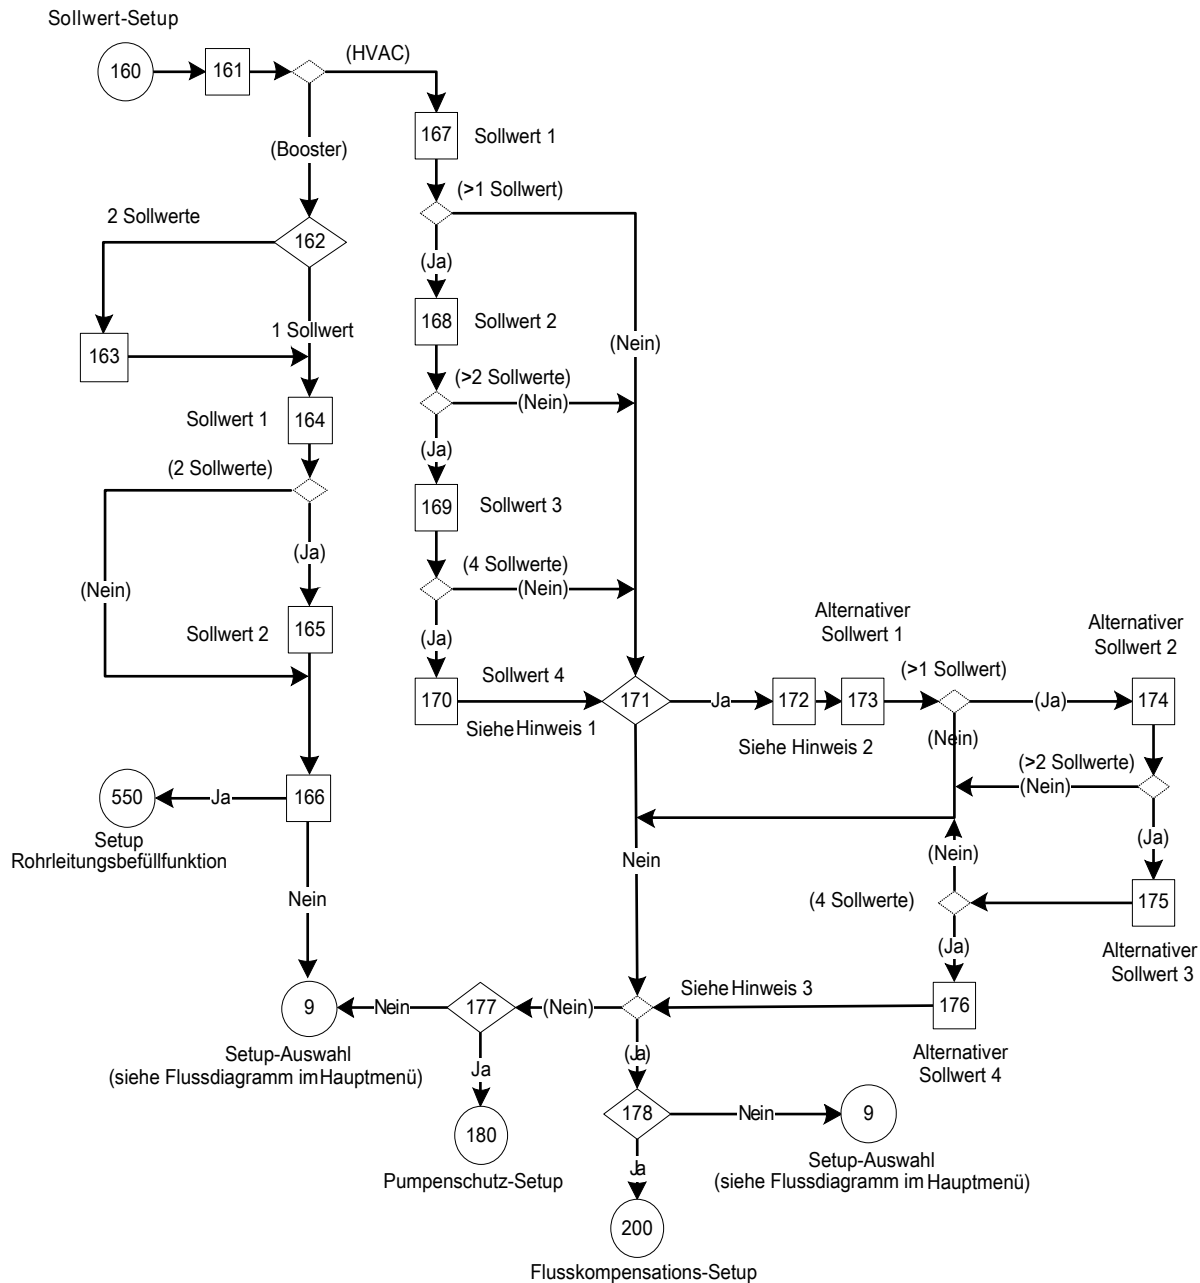 Sollwert-Setup
160
161
(HVAC)
167
Sollwert 1
(Booster)
(>1 Sollwert)
2 Sollwerte
162
(Ja)
168
Sollwert 2
1 Sollwert
163
(Nein)
(>2 Sollwerte)
(Nein)
Sollwert 1
164
(Ja)
(2 Sollwerte)
169
Sollwert 3
(Ja)
(4 Sollwerte)
(Nein)
(Nein)
Sollwert 2
165
(Ja)
Alternativer
Sollwert 1
Alternativer
Sollwert 2
(>1 Sollwert)
170
Sollwert 4
171
Ja
172
173
(Ja)
174
Siehe Hinweis 1
Siehe Hinweis 2
(Nein)
(>2 Sollwerte)
(Nein)
550
Ja
166
Setup
Rohrleitungsbefüllfunktion
Nein
(Nein)
(Ja)
Nein
(4 Sollwerte)
175
(Ja)
Alternativer
Sollwert 3
9
Nein
177
(Nein)
Siehe Hinweis 3
176
Setup-Auswahl
(siehe Flussdiagramm im Hauptmenü)
Ja
(Ja)
Alternativer
Sollwert 4
180
178
Nein
9
Pumpenschutz-Setup
Ja
Setup-Auswahl
(siehe Flussdiagramm im Hauptmenü)
200
Flusskompensations-Setup